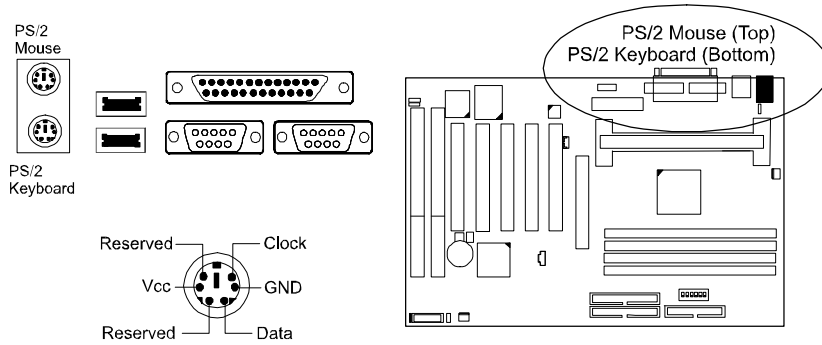 PS/2
Mouse
PS/2
Keyboard
PS/2 Mouse (Top)
PS/2 Keyboard (Bottom)
Reserved
Clock
Vcc
GND
Reserved
Data